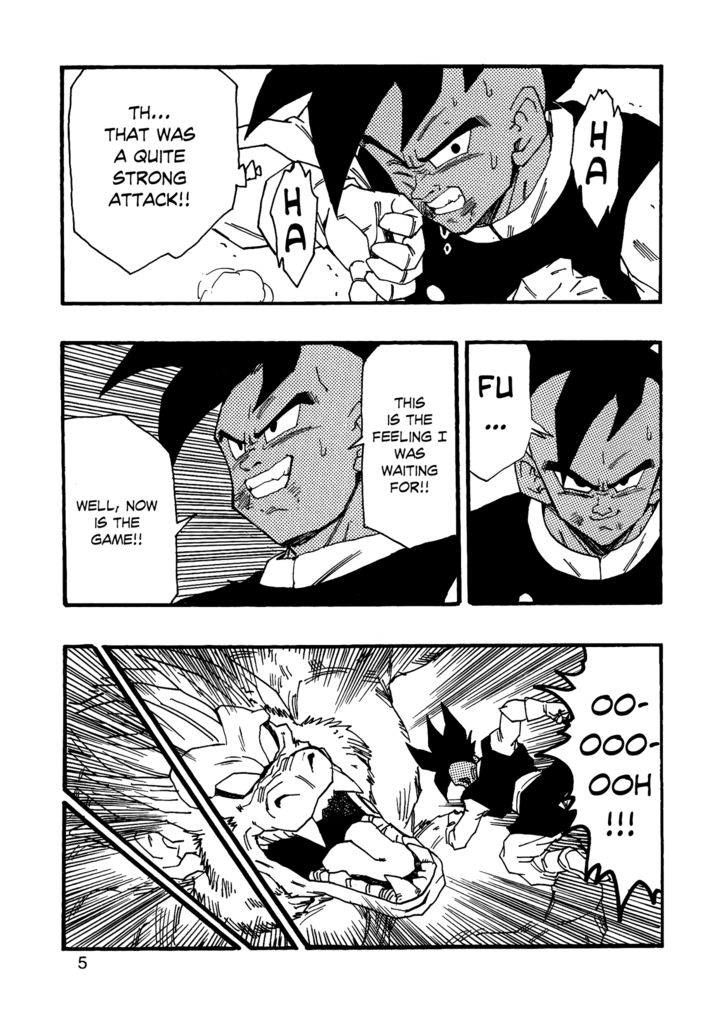 TH...
THAT WAS
A QUITE
STRONG
ATTACK!!
HA
HA
THIS
IS THE
FEELING I
WAS
WAITING
FOR!!
WELL, NOW
IS THE
GAME!!
FU
...
OO-
OOO-
OOH
!!!
5